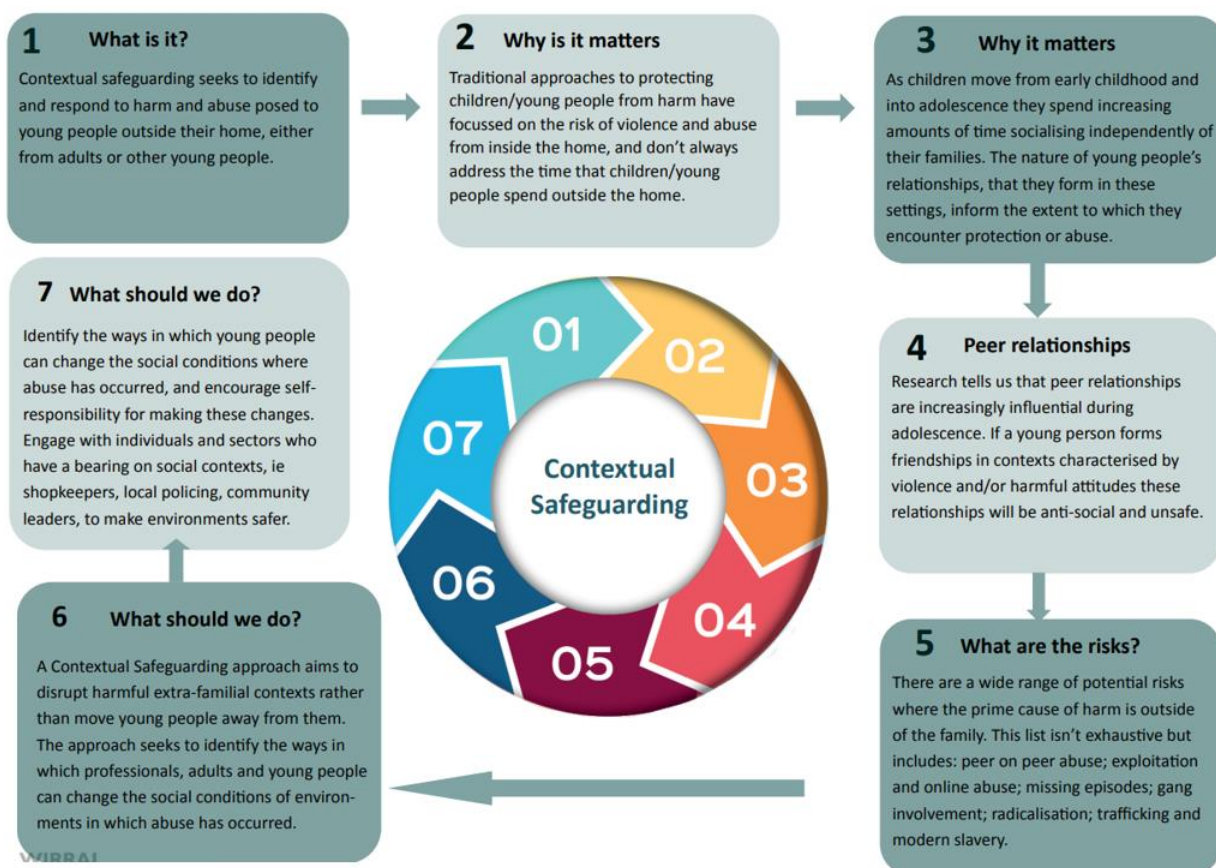 1 What is it?
Contextual safeguarding seeks to identify
and respond to harm and abuse posed to
young people outside their home, either
from adults or other young people.
2 Why is it matters
Traditional approaches to protecting
children/young people from harm have
focussed on the risk of violence and abuse
from inside the home, and don't always
address the time that children/young
people spend outside the home.
3 Why it matters
As children move from early childhood and
into adolescence they spend increasing
amounts of time socialising independently of
their families. The nature of young people's
relationships, that they form in these
settings, inform the extent to which they
encounter protection or abuse.
4 Peer relationships
Research tells us that peer relationships
are increasingly influential during
adolescence. If a young person forms
friendships in contexts characterised by
violence and/or harmful attitudes these
relationships will be anti-social and unsafe.
5 What are the risks?
There are a wide range of potential risks
where the prime cause of harm is outside
of the family. This list isn't exhaustive but
includes: peer on peer abuse; exploitation
and online abuse; missing episodes; gang
involvement; radicalisation; trafficking and
modern slavery.
6 What should we do?
A Contextual Safeguarding approach aims to
disrupt harmful extra-familial contexts rather
than move young people away from them.
The approach seeks to identify the ways in
which professionals, adults and young people
can change the social conditions of environ-
ments in which abuse has occurred.
7 What should we do?
Identify the ways in which young people
can change the social conditions where
abuse has occurred, and encourage self-
responsibility for making these changes.
Engage with individuals and sectors who
have a bearing on social contexts, ie
shopkeepers, local policing, community
leaders, to make environments safer.
01
02
03
04
05
06
07
Contextual
Safeguarding
WIRRAL